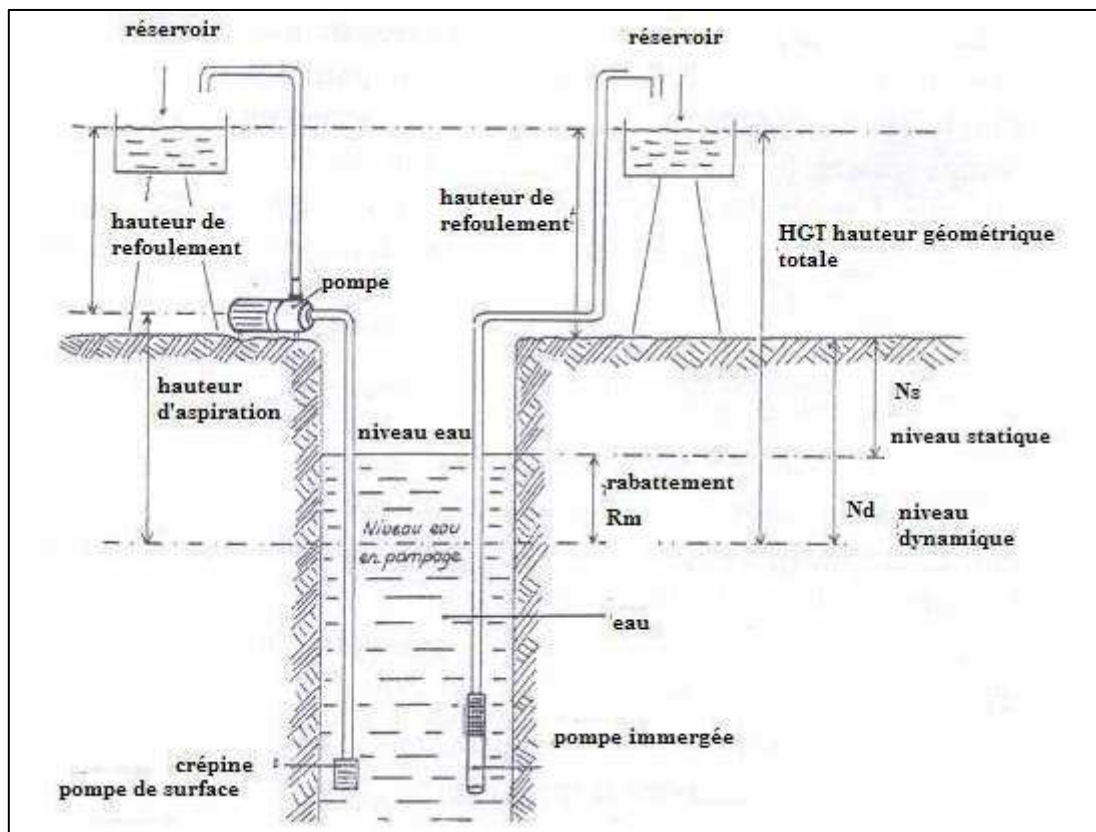 réservoir
réservoir
hauteur de
refoulement
hauteur de
refoulement
HGT hauteur géométrique
totale
pompe
hauteur
d'aspiration
Ns
niveau eau
niveau statique
rabattement
Rm
Nd
niveau
dynamique
Niveau eau
en pompage
eau
pompe immergée
crépine
pompe de surface